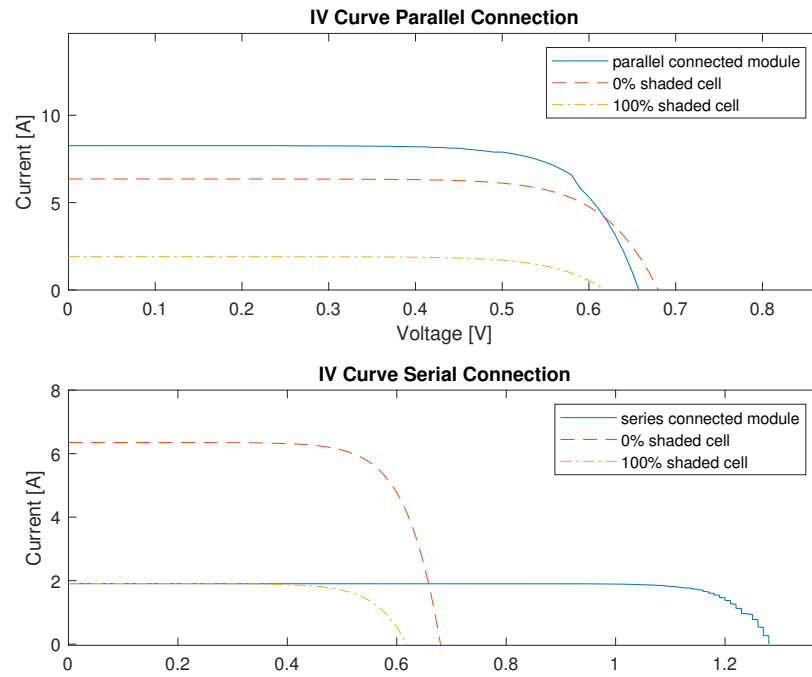 IV Curve Parallel Connection
Current [A]
10
5
0
parallel connected module
0% shaded cell
100% shaded cell
0 0.1 0.2 0.3 0.4 0.5 0.6 0.7 0.8
Voltage [V]
IV Curve Serial Connection
Current [A]
8
6
4
2
0
series connected module
0% shaded cell
100% shaded cell
0 0.2 0.4 0.6 0.8 1 1.2